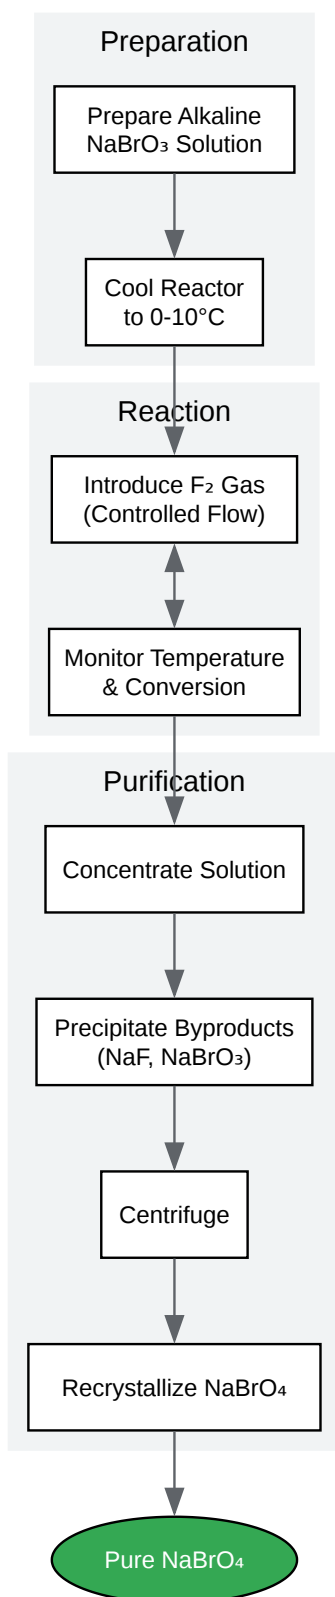 Preparation
Prepare Alkaline
NaBrO₃ Solution
Cool Reactor
to 0-10°C
Reaction
Introduce F₂ Gas
(Controlled Flow)
Monitor Temperature
& Conversion
Purification
Concentrate Solution
Precipitate Byproducts
(NaF, NaBrO₃)
Centrifuge
Recrystallize NaBrO₄
Pure NaBrO₄